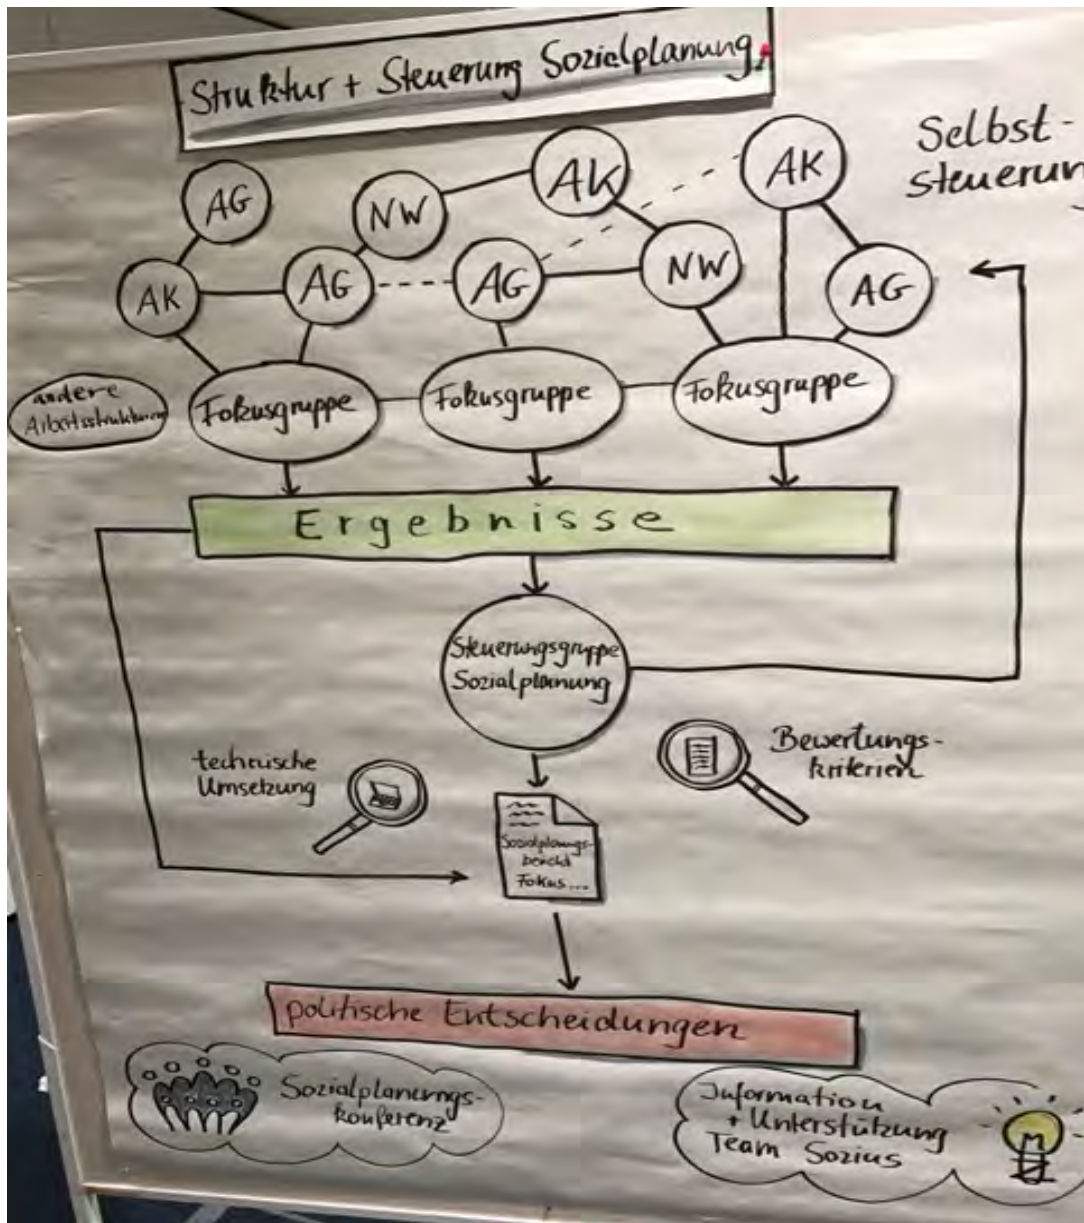 Struktur + Steuerung Sozialplanung
Selbst-
steuerun
AG
NW
AK
AK
AK
AG
AG
NW
AG
andere
Arbeitsstrukturen
Fokusgruppe
Fokusgruppe
Fokusgruppe
Ergebnisse
Steuerungsgruppe
Sozialplanung
technische
Umsetzung
Bewertungs-
kriterien
Sozialplanungs-
bericht
Fokus...
politische Entscheidungen
Sozialplanungs-
konferenz
Information
+ Unterstützung
Team Sozius